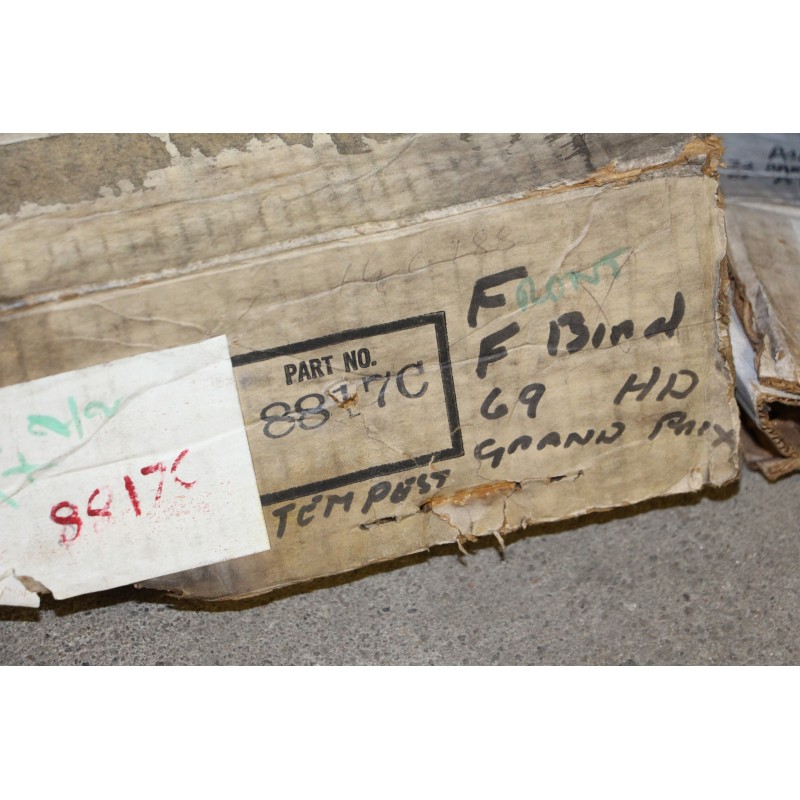 FRONT
F Bird
69 HD
GRAND PRIX
PART NO.
8817C
TEMPEST
8817C